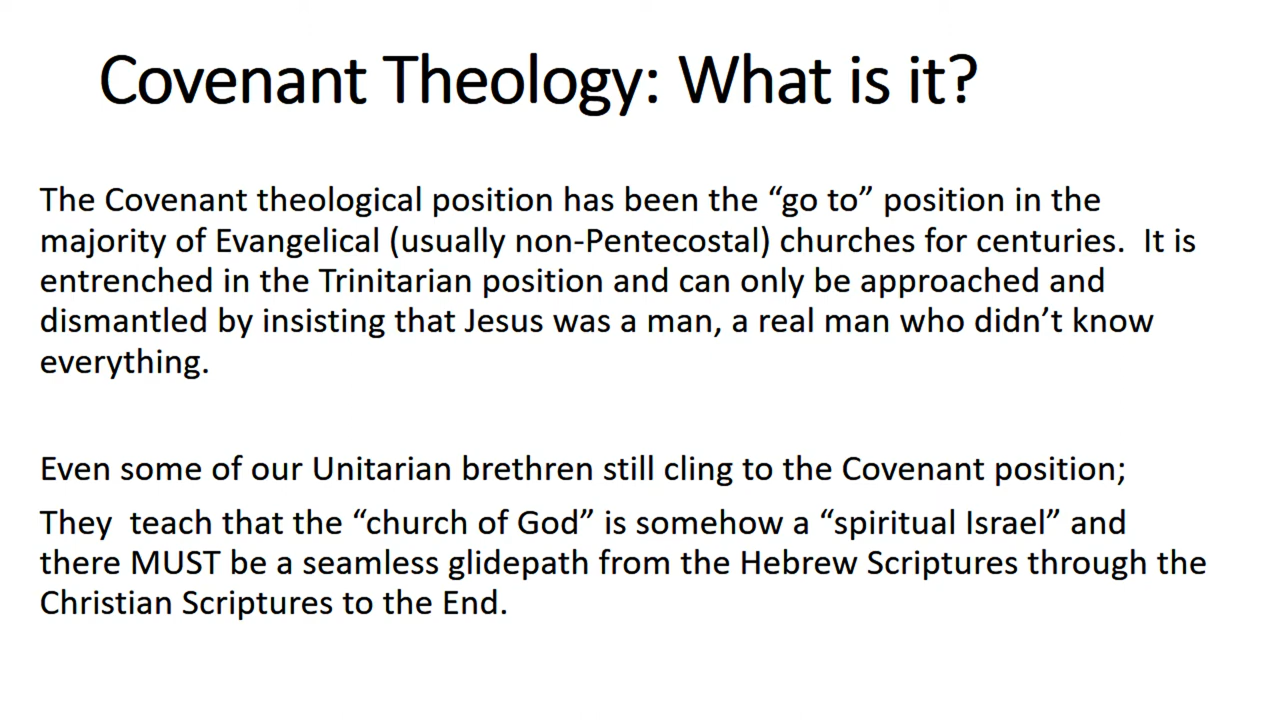 Covenant Theology: What is it?
The Covenant theological position has been the “go to” position in the
majority of Evangelical (usually non-Pentecostal) churches for centuries.  It is
entrenched in the Trinitarian position and can only be approached and
dismantled by insisting that Jesus was a man, a real man who didn’t know
everything.
Even some of our Unitarian brethren still cling to the Covenant position;
They  teach that the “church of God” is somehow a “spiritual Israel” and
there MUST be a seamless glidepath from the Hebrew Scriptures through the
Christian Scriptures to the End.